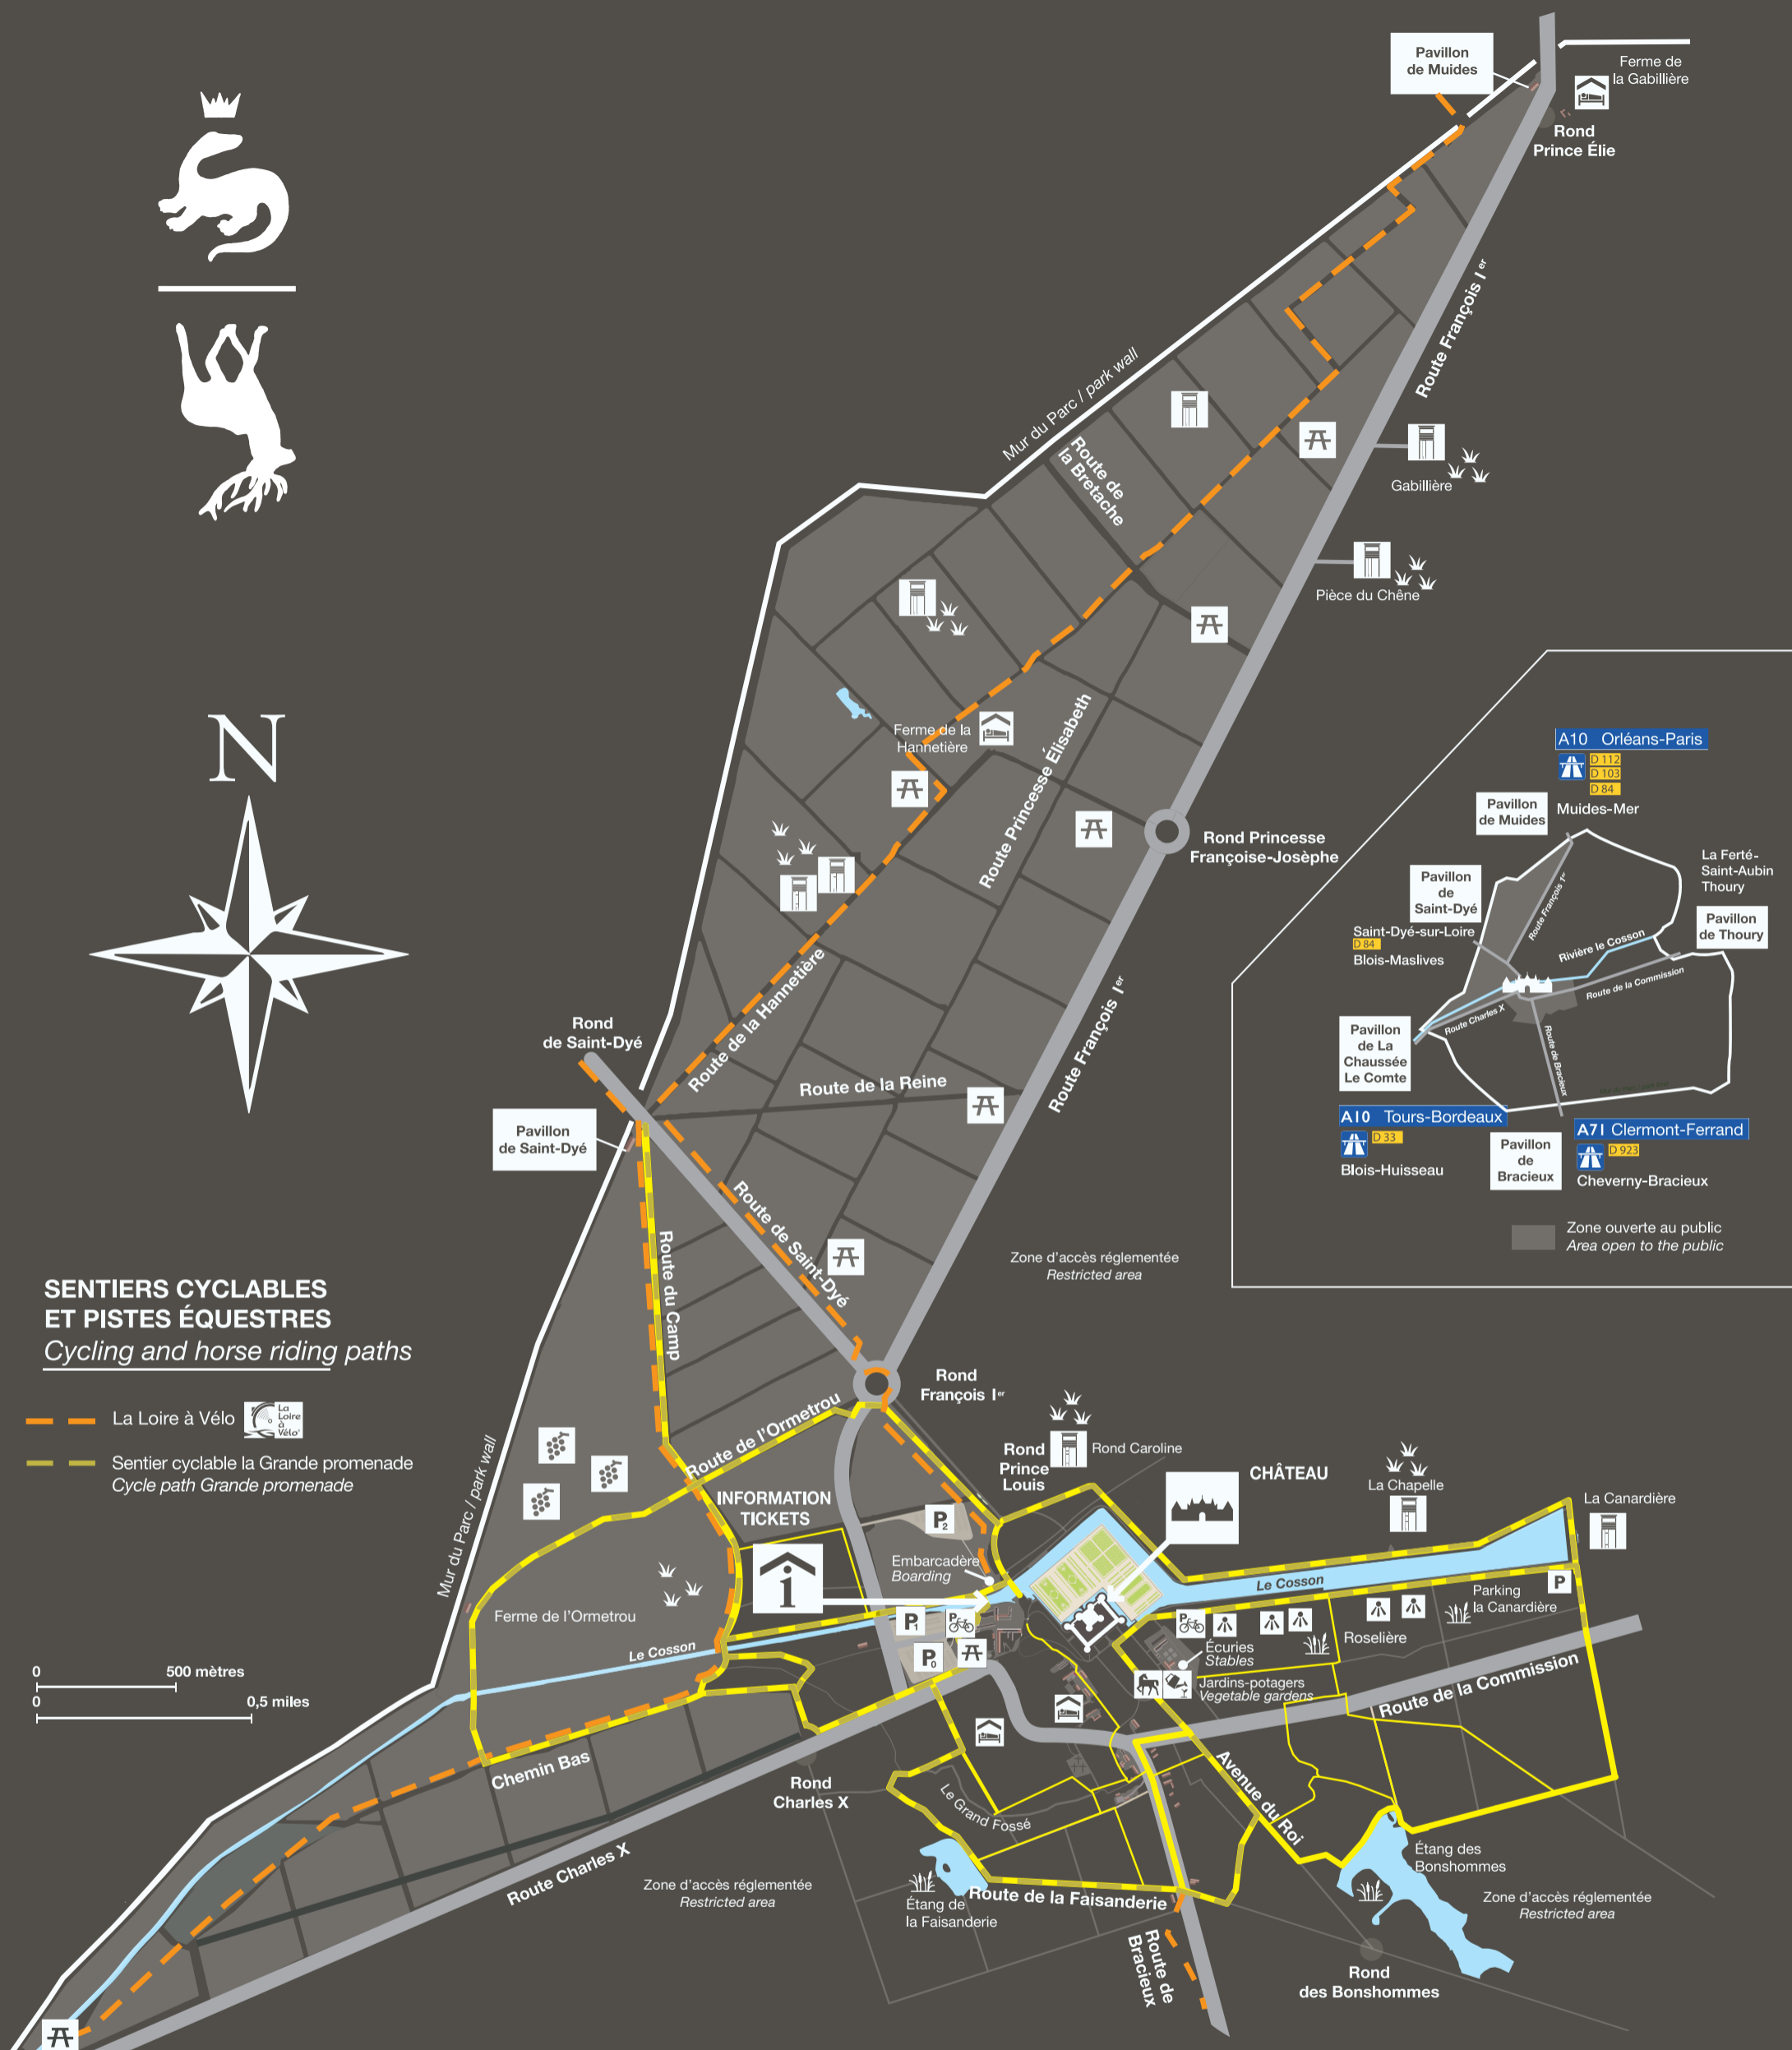 Pavillon
de Muides
Ferme de
la Gabillière
Rond
Prince Élie
Route François Ier
Mur du Parc / park wall
Route de
la Bretache
Gabillière
Pièce du Chêne
N
Ferme de la
Hannetière
Route Princesse Élisabeth
Rond Princesse
Françoise-Josèphe
Route de la Hannetière
Route François Ier
Rond
de Saint-Dyé
Route de la Reine
Pavillon
de Saint-Dyé
Route de Saint-Dyé
Route du Camp
Zone d'accès réglementée
Restricted area
A10 Orléans-Paris
D 112
D 103
D 84
Muides-Mer
Pavillon
de Muides
La Ferté-
Saint-Aubin
Thoury
Pavillon
de
Saint-Dyé
Route François Ier
Pavillon
de Thoury
Saint-Dyé-sur-Loire
D 84
Blois-Maslives
Rivière le Cosson
Route de la Commission
Route Charles X
Route de Bracieux
Pavillon
de La
Chaussée
Le Comte
A10 Tours-Bordeaux
D 33
Blois-Huisseau
Pavillon
de
Bracieux
A71 Clermont-Ferrand
D 923
Cheverny-Bracieux
Zone ouverte au public
Area open to the public
SENTIERS CYCLABLES
ET PISTES ÉQUESTRES
Cycling and horse riding paths
La Loire à Vélo
La
Loire
à
Vélo
Sentier cyclable la Grande promenade
Cycle path Grande promenade
0 500 mètres
0 0,5 miles
Mur du Parc / park wall
Rond
François Ier
Route de l'Ormetrou
INFORMATION
TICKETS
i
Rond
Prince
Louis
Rond Caroline
CHÂTEAU
La Chapelle
La Canardière
P2
Embarcadère
Boarding
Le Cosson
Parking
la Canardière
P
Roselière
P1
P
P0
P
Écuries
Stables
Jardins-potagers
Vegetable gardens
Route de la Commission
Ferme de l'Ormetrou
Le Cosson
Chemin Bas
Rond
Charles X
Route Charles X
Le Grand Fossé
Avenue du Roi
Zone d'accès réglementée
Restricted area
Étang de
la Faisanderie
Route de la Faisanderie
Route de
Bracieux
Étang des
Bonshommes
Zone d'accès réglementée
Restricted area
Rond
des Bonshommes